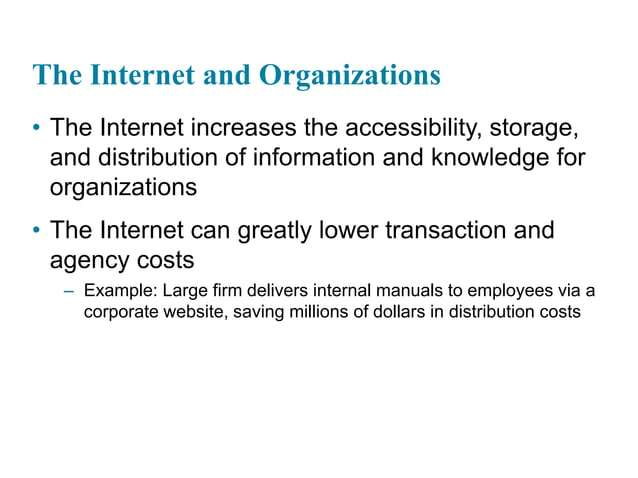 The Internet and Organizations
• The Internet increases the accessibility, storage,
and distribution of information and knowledge for
organizations
• The Internet can greatly lower transaction and
agency costs
– Example: Large firm delivers internal manuals to employees via a
corporate website, saving millions of dollars in distribution costs